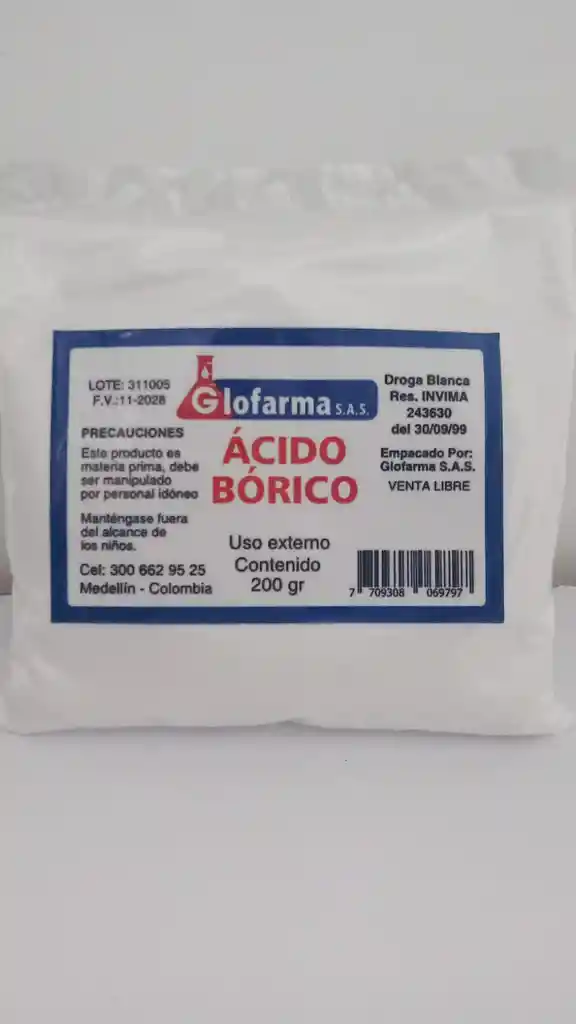 LOTE: 311005
F.V.:11-2028
PRECAUCIONES
Este producto es
materia prima, debe
ser manipulado
por personal idóneo
Manténgase fuera
del alcance de
los niños.
Cel: 300 662 95 25
Medellín - Colombia
Glofarma S.A.S.
ÁCIDO
BÓRICO
Uso externo
Contenido
200 gr
Droga Blanca
Res. INVIMA
243630
del 30/09/99
Empacado Por:
Glofarma S.A.S.
VENTA LIBRE
7 709308 069797